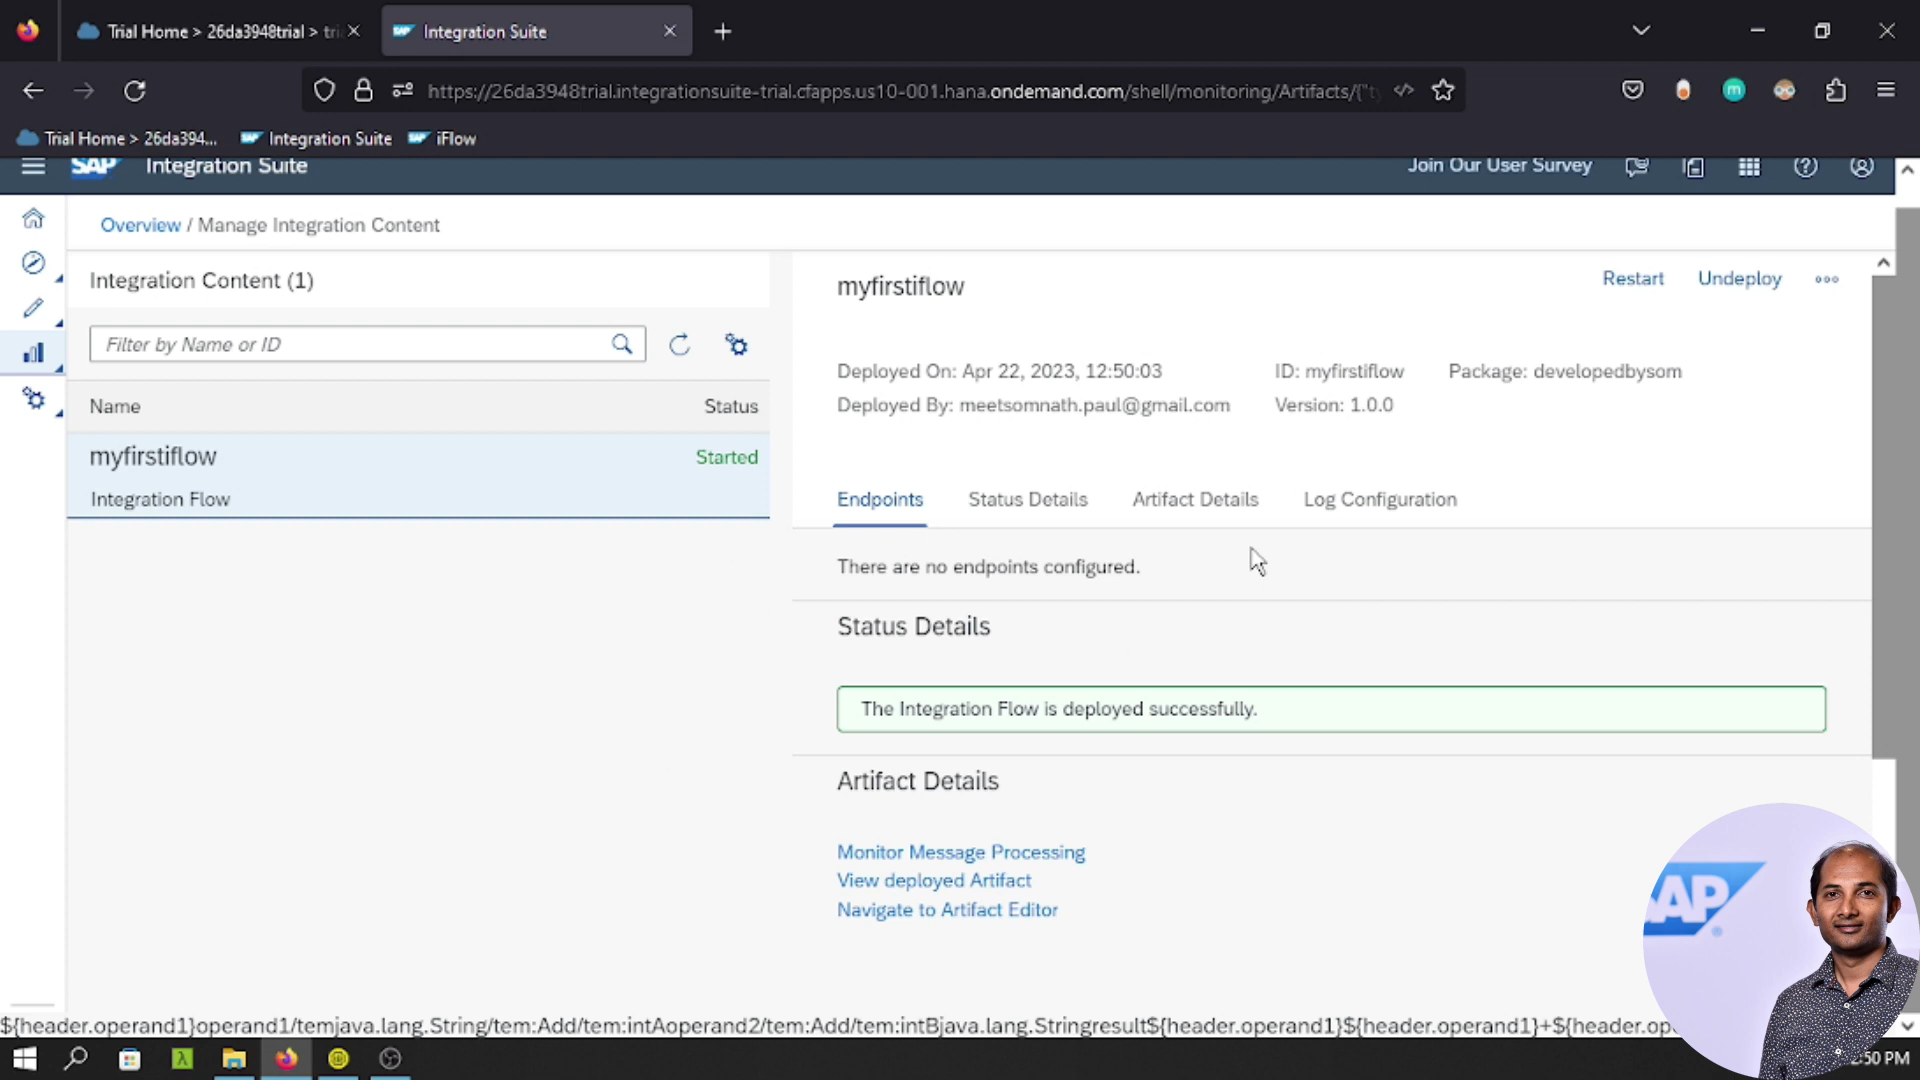 Trial Home > 26da3948trial > tri
Integration Suite
https://26da3948trial.integrationsuite-trial.cfapps.us10-001.hana.ondemand.com/shell/monitoring/Artifacts/{"ty
Trial Home > 26da394...
Integration Suite
iFlow
SAP
Integration Suite
Join Our User Survey
Overview / Manage Integration Content
Integration Content (1)
Filter by Name or ID
Name
Status
myfirstiflow
Started
Integration Flow
myfirstiflow
Restart
Undeploy
Deployed On: Apr 22, 2023, 12:50:03
ID: myfirstiflow
Package: developedbysom
Deployed By: meetsomnath.paul@gmail.com
Version: 1.0.0
Endpoints
Status Details
Artifact Details
Log Configuration
There are no endpoints configured.
Status Details
The Integration Flow is deployed successfully.
Artifact Details
Monitor Message Processing
View deployed Artifact
Navigate to Artifact Editor
SAP
${header.operand1}operand1/temjava.lang.String/tem:Add/tem:intAoperand2/tem:Add/tem:intBjava.lang.Stringresult${header.operand1}${header.operand1}+${header.op
:50 PM